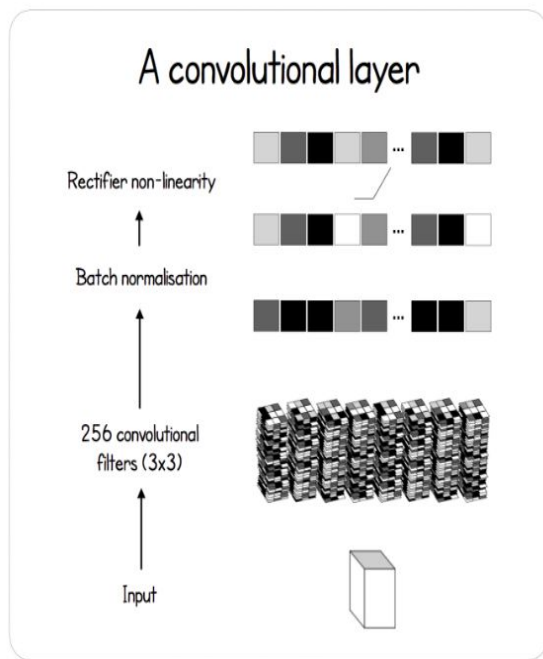 A convolutional layer
...
Rectifier non-linearity
...
Batch normalisation
...
256 convolutional
filters (3x3)
Input